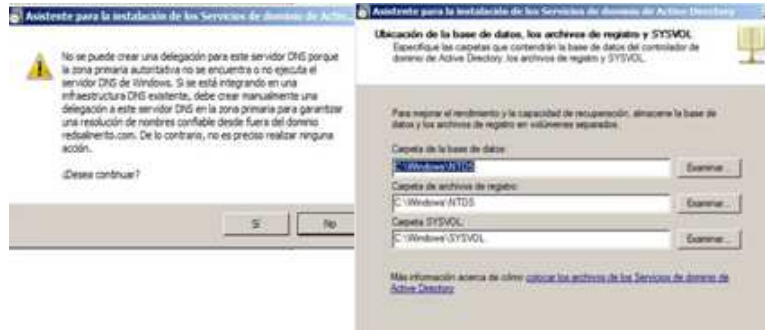 Asistente para la instalación de los Servicios de dominio de Active
No se puede crear una delegación para este servidor DNS porque
la zona primaria autoritativa no se encuentra o no ejecuta el
servidor DNS de Windows. Si se está integrando en una
infraestructura DNS existente, debe crear manualmente una
delegación a este servidor DNS en la zona primaria para garantizar
una resolución de nombres confiable desde fuera del dominio
redsalnerito.com. De lo contrario, no es preciso realizar ninguna
acción.
¿Desea continuar?
Sí
No
Asistente para la instalación de los Servicios de dominio de Active Directory
Ubicación de la base de datos, los archivos de registro y SYSVOL
Especifique las carpetas que contendrán la base de datos del controlador de
dominio de Active Directory, los archivos de registro y SYSVOL.
Para mejorar el rendimiento y la capacidad de recuperación, almacene la base de
datos y los archivos de registro en volúmenes separados.
Carpeta de la base de datos:
C:\Windows\NTDS
Examinar...
Carpeta de archivos de registro:
C:\Windows\NTDS
Examinar...
Carpeta SYSVOL:
C:\Windows\SYSVOL
Examinar...
Más información acerca de cómo colocar los archivos de los Servicios de dominio de
Active Directory